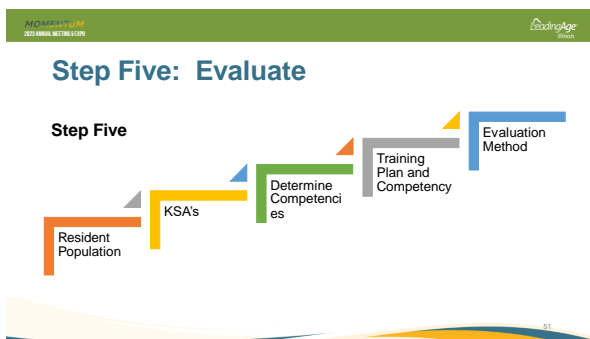 MOMENTUM
2023 ANNUAL MEETING & EXPO
LeadingAge
Illinois
Step Five: Evaluate
Step Five
Resident
Population
KSA's
Determine
Competenci
es
Training
Plan and
Competency
Evaluation
Method
51